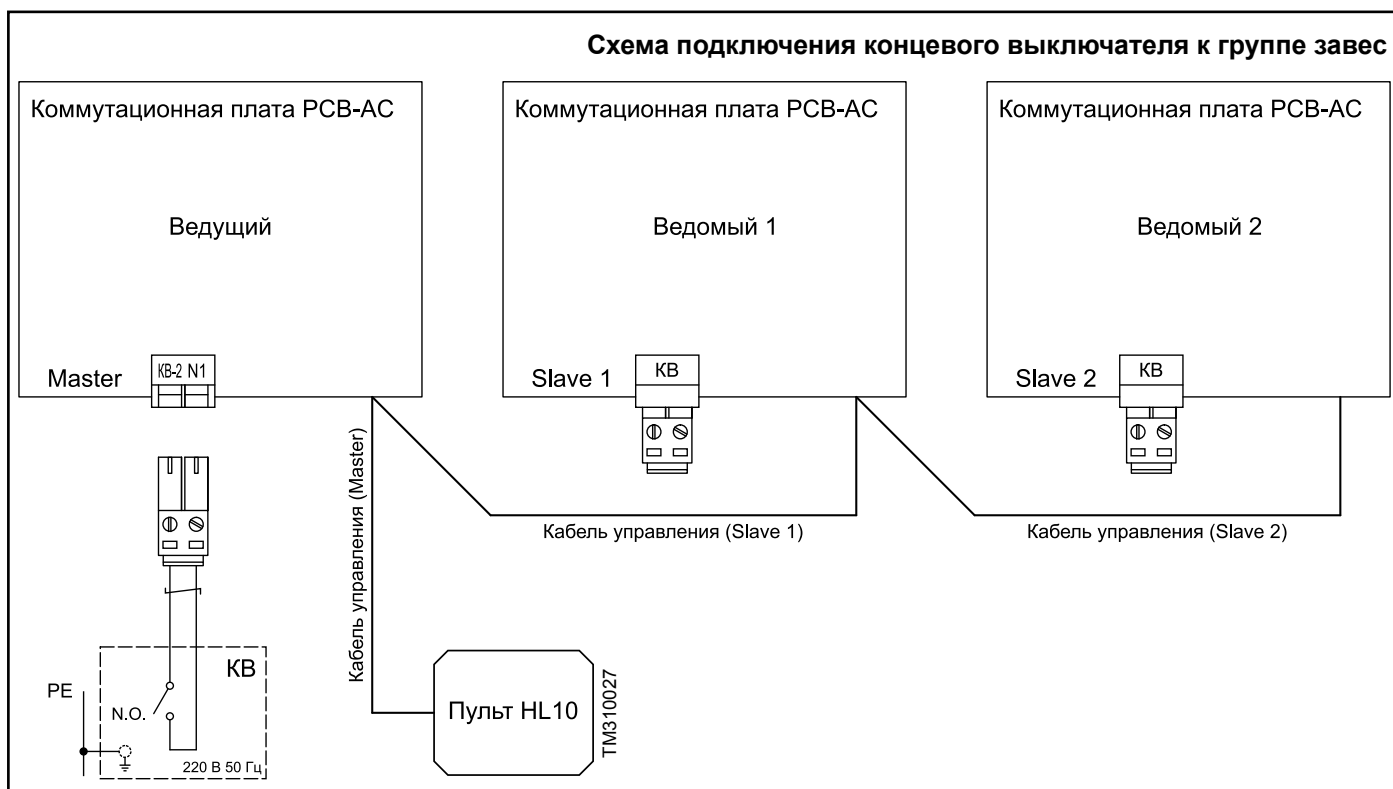 Схема подключения концевого выключателя к группе завес
Коммутационная плата PCB-AC
Ведущий
Master
КВ-2 N1
Коммутационная плата PCB-AC
Ведомый 1
Slave 1
КВ
Коммутационная плата PCB-AC
Ведомый 2
Slave 2
КВ
Кабель управления (Master)
Кабель управления (Slave 1)
Кабель управления (Slave 2)
КВ
PE
N.O.
220 В 50 Гц
Пульт HL10
TM310027